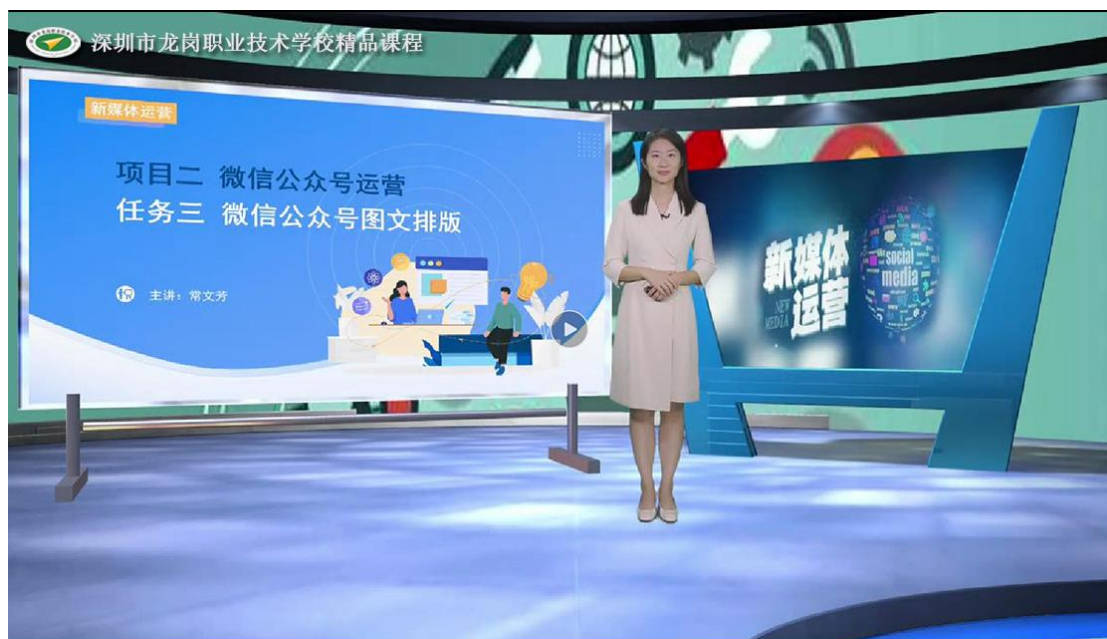 深圳市龙岗职业技术学校精品课程
新媒体运营
项目二 微信公众号运营
任务三 微信公众号图文排版
主讲：常文芳
新媒体
运营
NEW
MEDIA
social
media